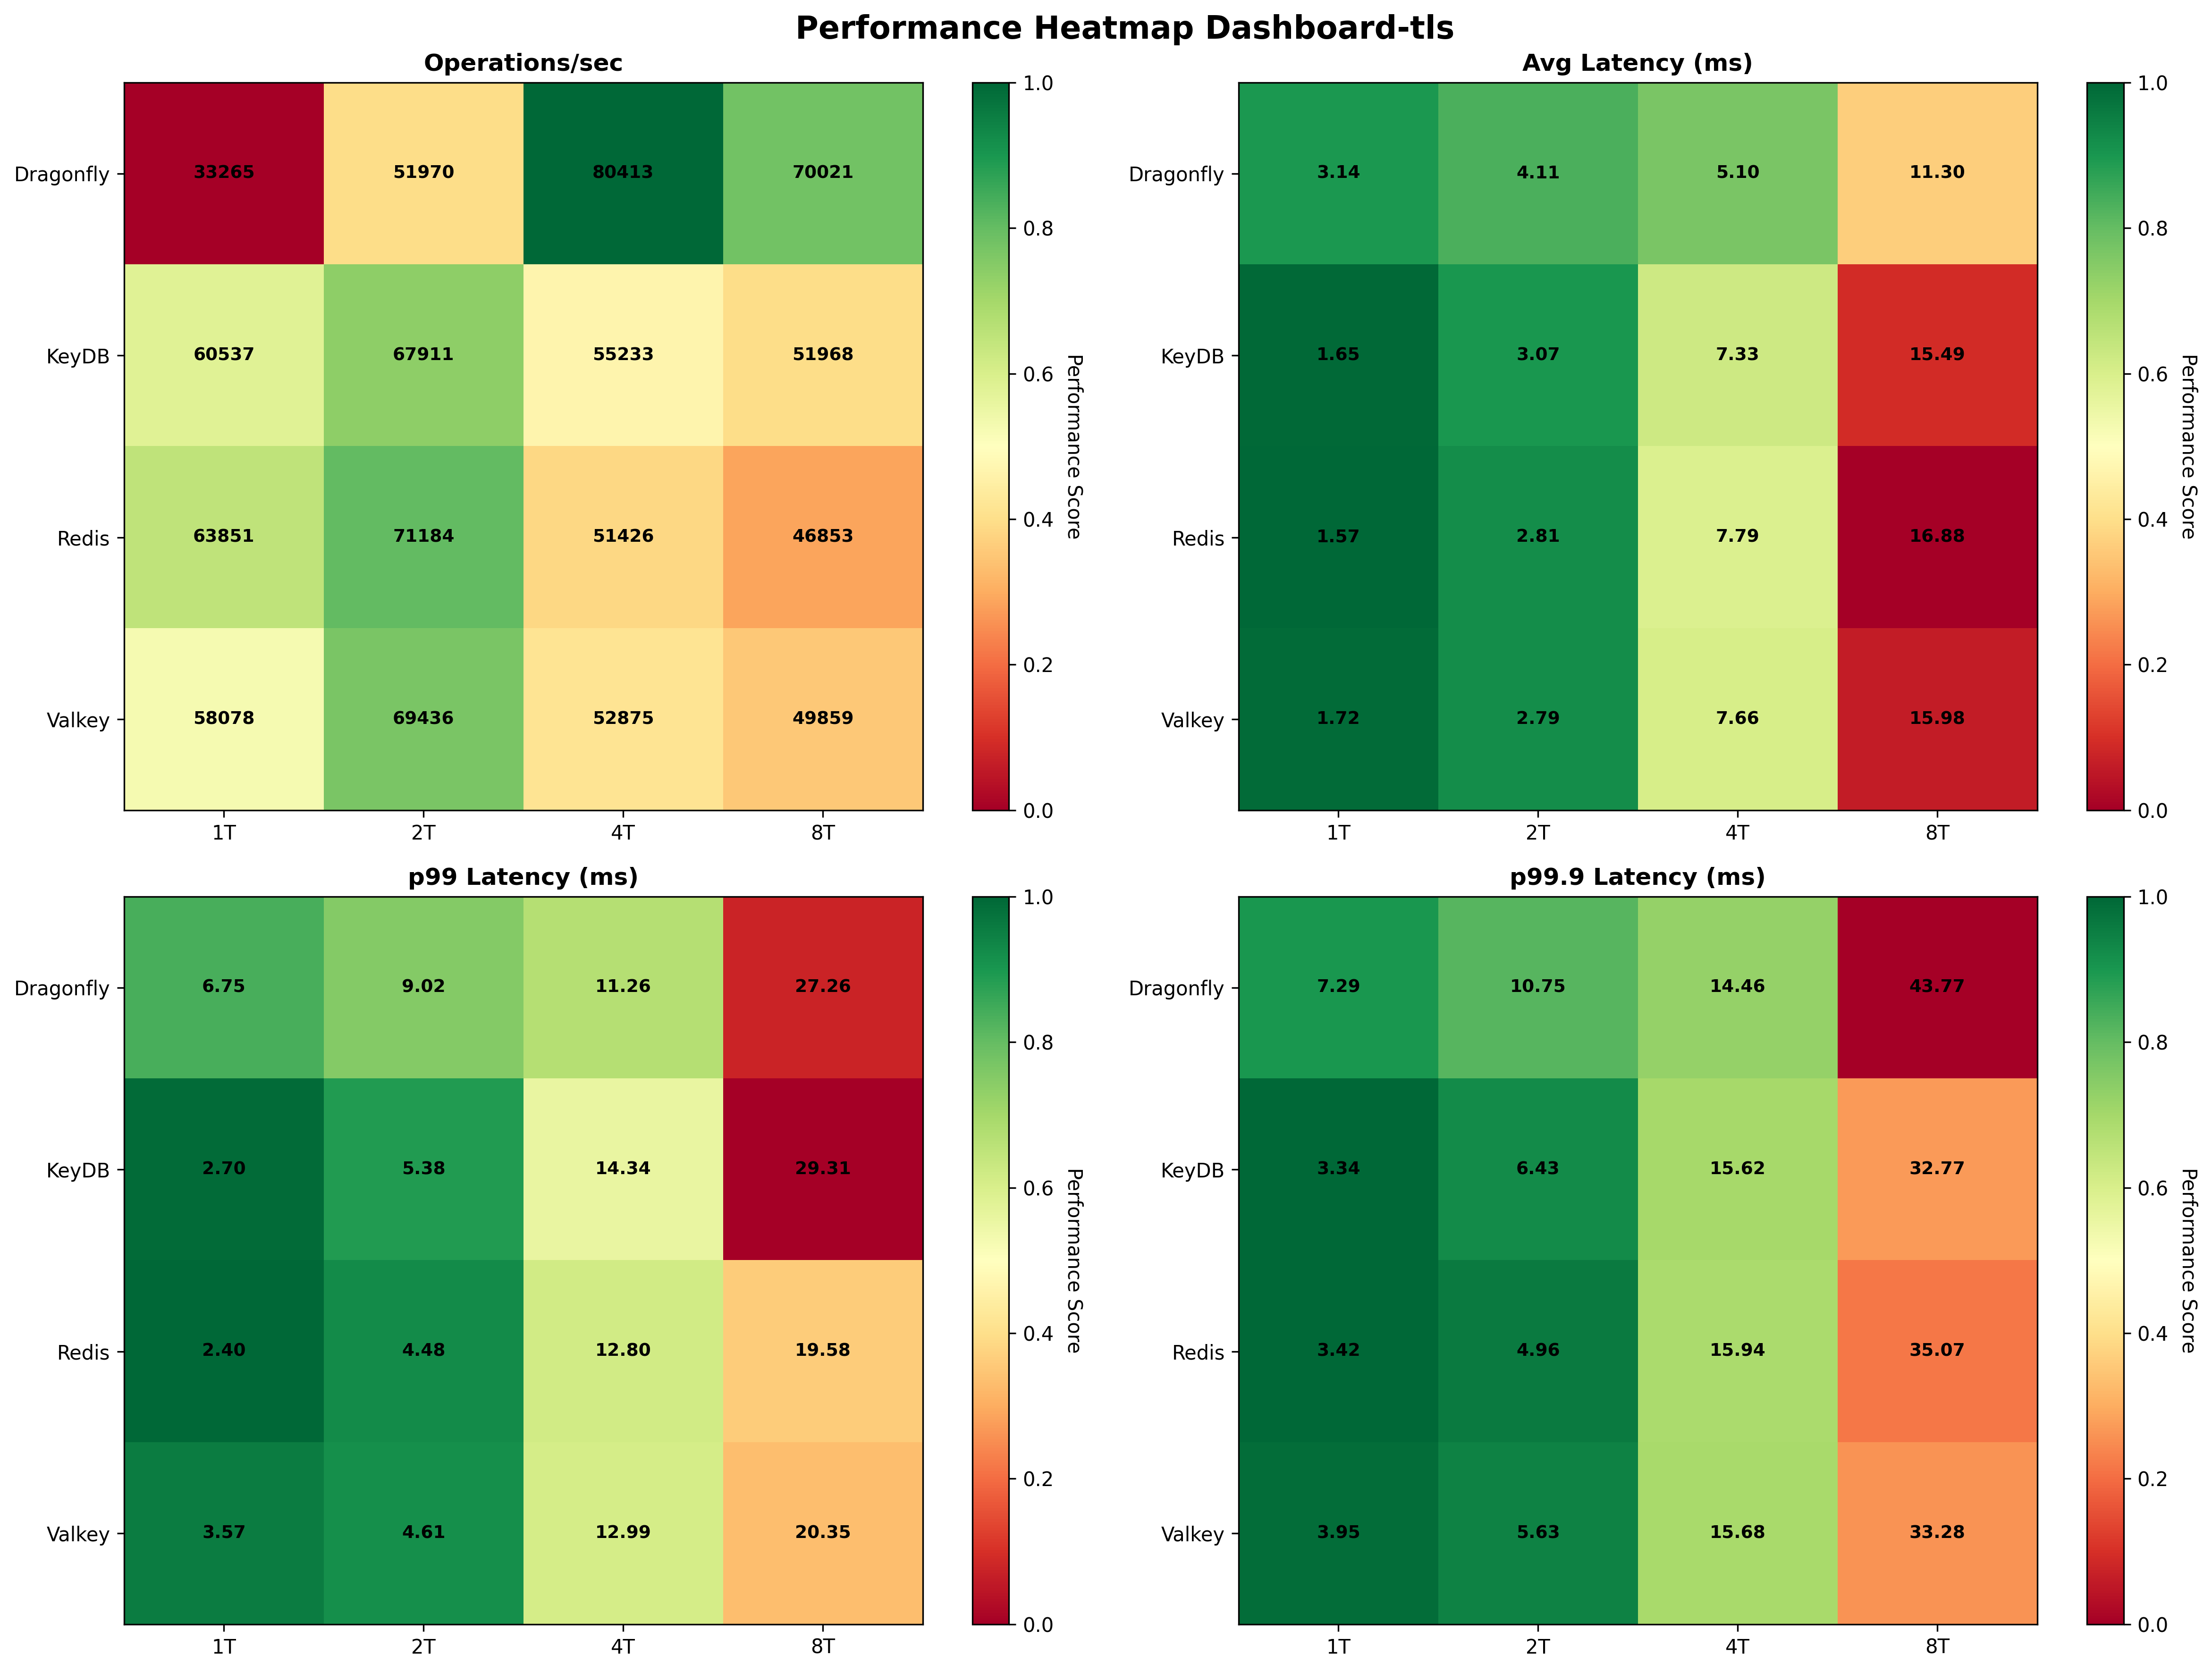 Performance Heatmap Dashboard-tls
Operations/sec
Dragonfly 33265 51970 80413 70021
KeyDB 60537 67911 55233 51968
Redis 63851 71184 51426 46853
Valkey 58078 69436 52875 49859
1T 2T 4T 8T
1.0
0.8
0.6
0.4
0.2
0.0
Performance Score
Avg Latency (ms)
Dragonfly 3.14 4.11 5.10 11.30
KeyDB 1.65 3.07 7.33 15.49
Redis 1.57 2.81 7.79 16.88
Valkey 1.72 2.79 7.66 15.98
1T 2T 4T 8T
1.0
0.8
0.6
0.4
0.2
0.0
Performance Score
p99 Latency (ms)
Dragonfly 6.75 9.02 11.26 27.26
KeyDB 2.70 5.38 14.34 29.31
Redis 2.40 4.48 12.80 19.58
Valkey 3.57 4.61 12.99 20.35
1T 2T 4T 8T
1.0
0.8
0.6
0.4
0.2
0.0
Performance Score
p99.9 Latency (ms)
Dragonfly 7.29 10.75 14.46 43.77
KeyDB 3.34 6.43 15.62 32.77
Redis 3.42 4.96 15.94 35.07
Valkey 3.95 5.63 15.68 33.28
1T 2T 4T 8T
1.0
0.8
0.6
0.4
0.2
0.0
Performance Score